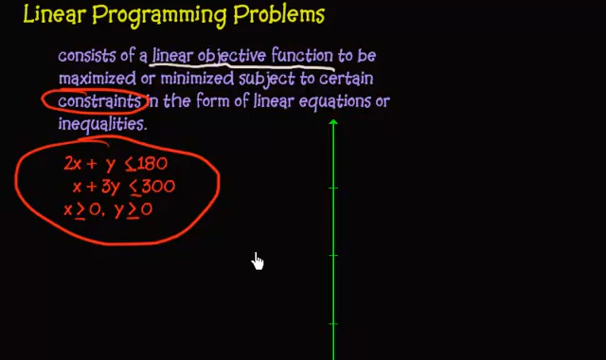 Linear Programming Problems
consists of a linear objective function to be
maximized or minimized subject to certain
constraints in the form of linear equations or
inequalities.
2x + y ≤ 180
x + 3y ≤ 300
x ≥ 0, y ≥ 0